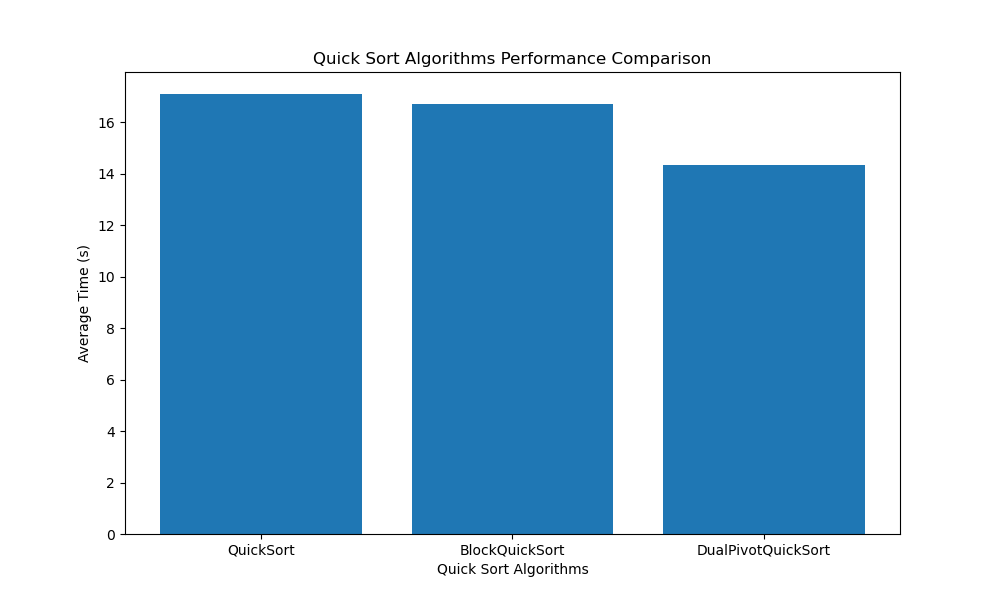 Quick Sort Algorithms Performance Comparison
Average Time (s)
16
14
12
10
8
6
4
2
0
QuickSort BlockQuickSort DualPivotQuickSort
Quick Sort Algorithms